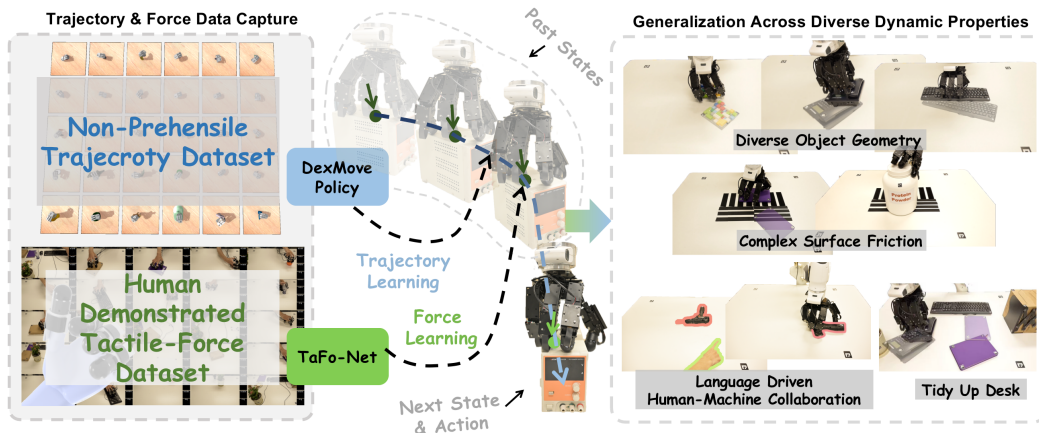 Trajectory & Force Data Capture
Non-Prehensile
Trajecroty Dataset
Human
Demonstrated
Tactile-Force
Dataset
DexMove
Policy
TaFo-Net
Past States
Trajectory
Learning
Force
Learning
Next State
& Action
Generalization Across Diverse Dynamic Properties
Diverse Object Geometry
Protein
Powder
Complex Surface Friction
Language Driven
Human-Machine Collaboration
Tidy Up Desk